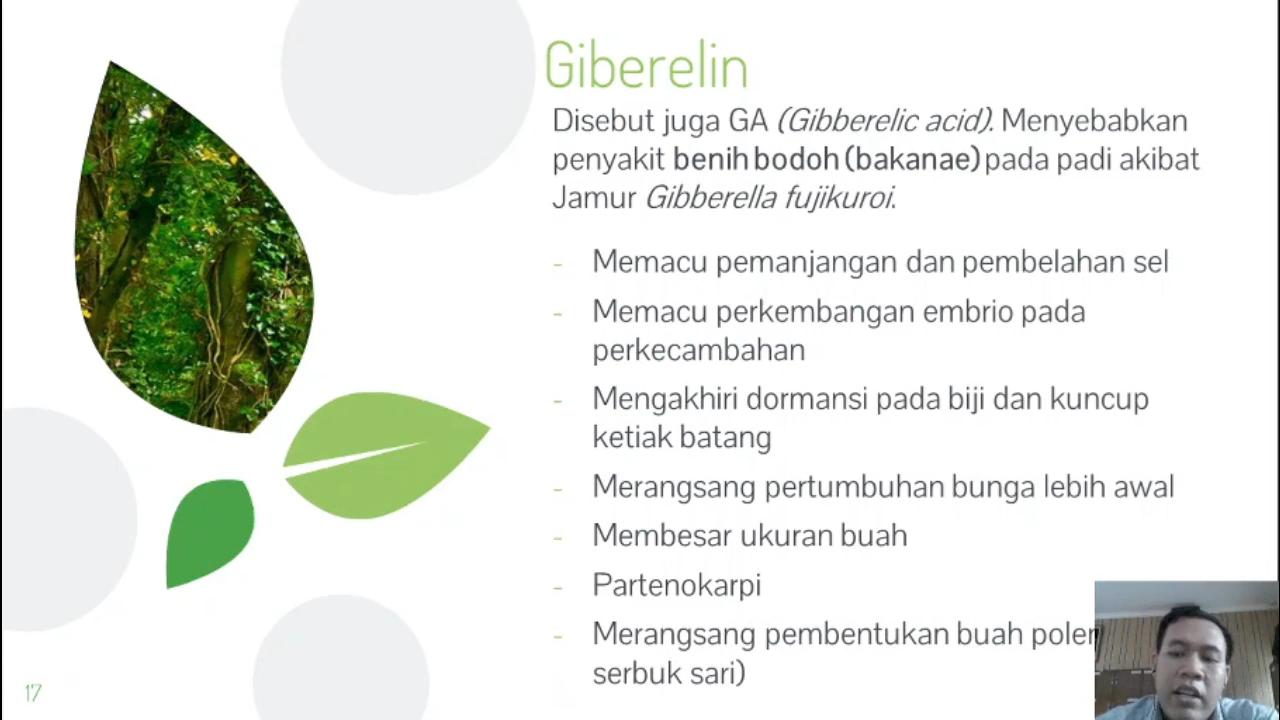 Giberelin
Disebut juga GA (Gibberelic acid). Menyebabkan
penyakit benih bodoh (bakanae) pada padi akibat
Jamur Gibberella fujikuroi.
- Memacu pemanjangan dan pembelahan sel
- Memacu perkembangan embrio pada
perkecambahan
- Mengakhiri dormansi pada biji dan kuncup
ketiak batang
- Merangsang pertumbuhan bunga lebih awal
- Membesar ukuran buah
- Partenokarpi
- Merangsang pembentukan buah
serbuk sari)
17